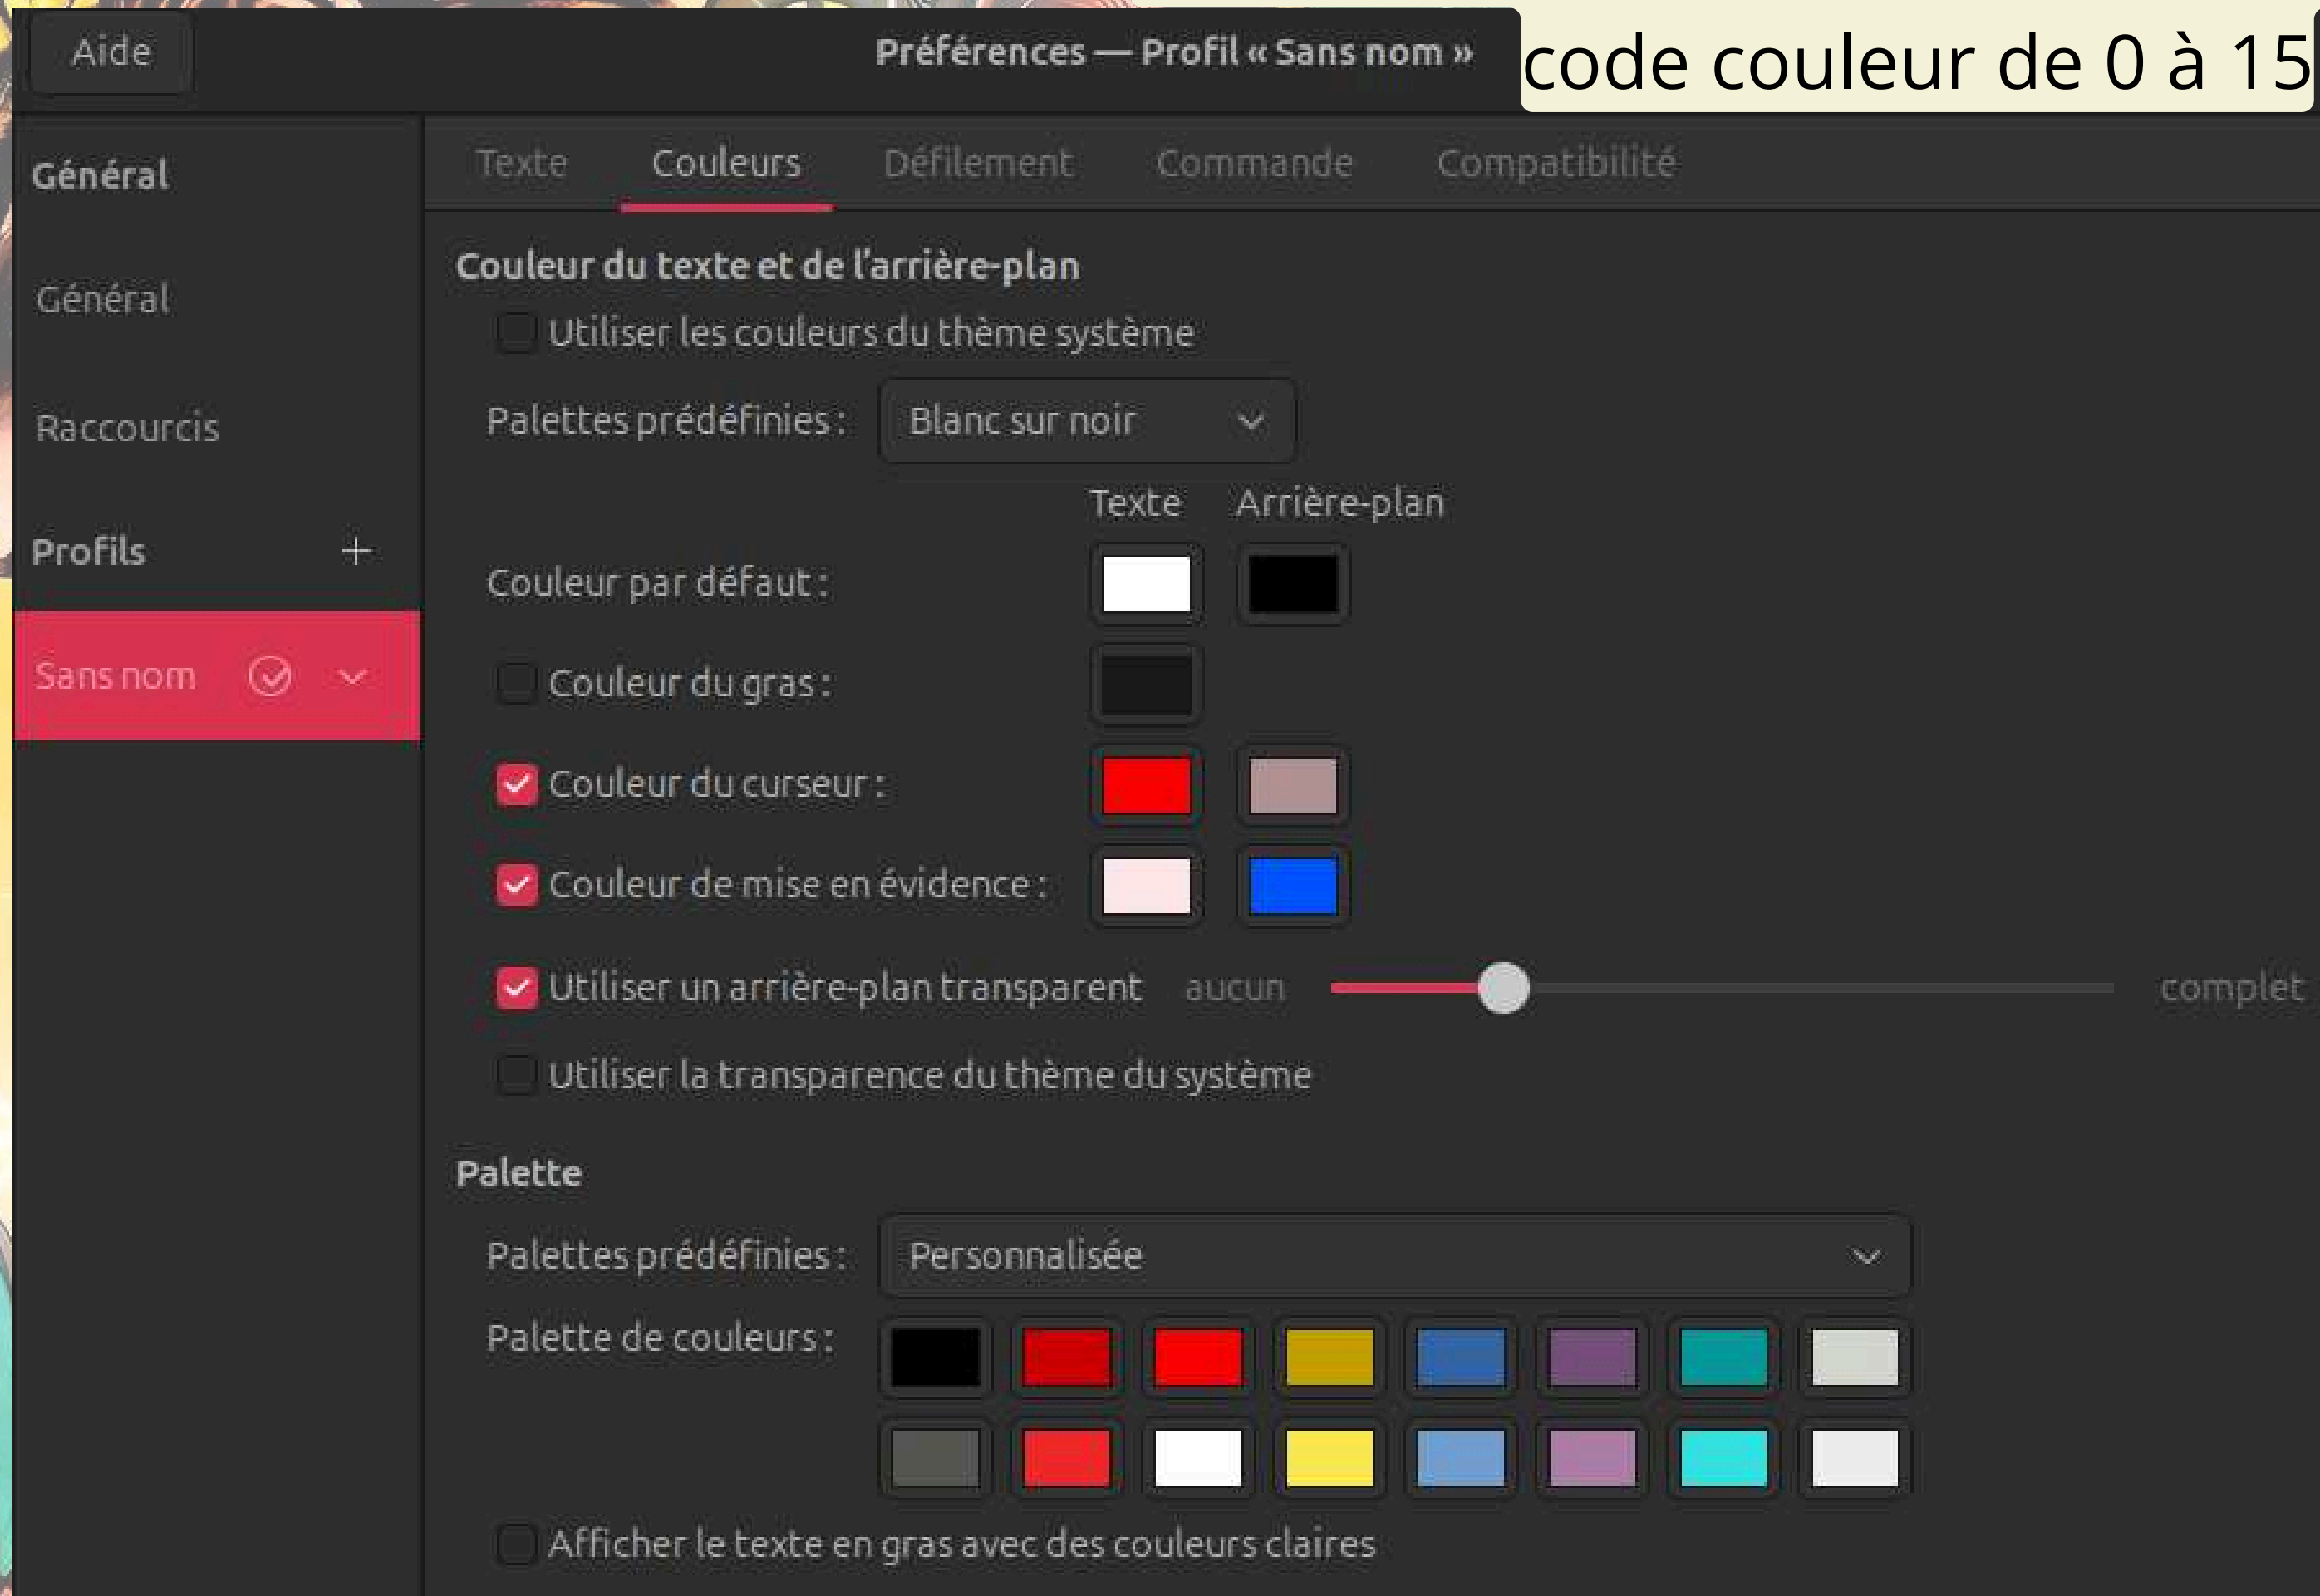 Aide
Préférences — Profil « Sans nom »
code couleur de 0 à 15
Général
Général
Raccourcis
Profils
Sans nom
Texte Couleurs Défilement Commande Compatibilité
Couleur du texte et de l’arrière-plan
Utiliser les couleurs du thème système
Palettes prédéfinies : Blanc sur noir
Texte Arrière-plan
Couleur par défaut :
Couleur du gras :
Couleur du curseur :
Couleur de mise en évidence :
Utiliser un arrière-plan transparent aucun complet
Utiliser la transparence du thème du système
Palette
Palettes prédéfinies : Personnalisée
Palette de couleurs :
Afficher le texte en gras avec des couleurs claires